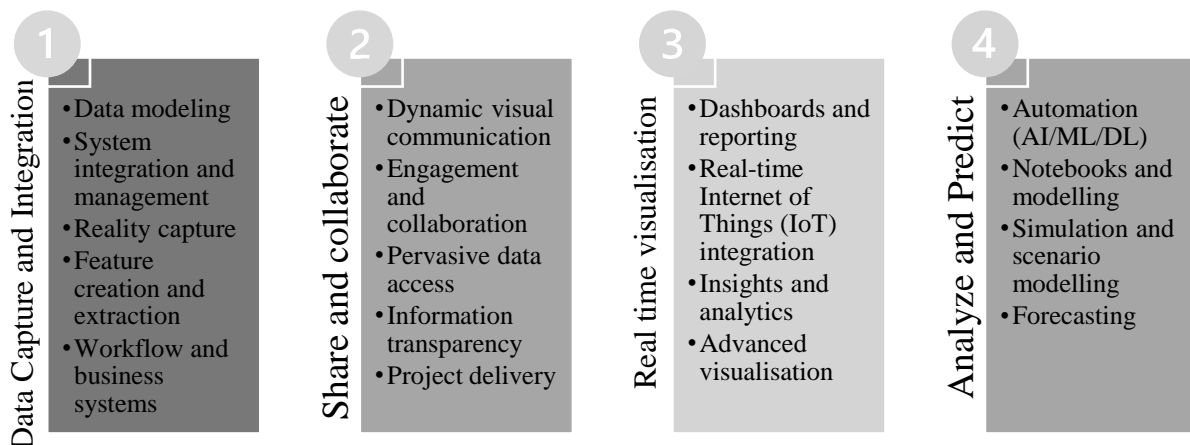 1
Data Capture and Integration
•Data modeling
•System
integration and
management
•Reality capture
•Feature
creation and
extraction
•Workflow and
business
systems
2
Share and collaborate
•Dynamic visual
communication
•Engagement
and
collaboration
•Pervasive data
access
•Information
transparency
•Project delivery
3
Real time visualisation
•Dashboards and
reporting
•Real-time
Internet of
Things (IoT)
integration
•Insights and
analytics
•Advanced
visualisation
4
Analyze and Predict
•Automation
(AI/ML/DL)
•Notebooks and
modelling
•Simulation and
scenario
modelling
•Forecasting